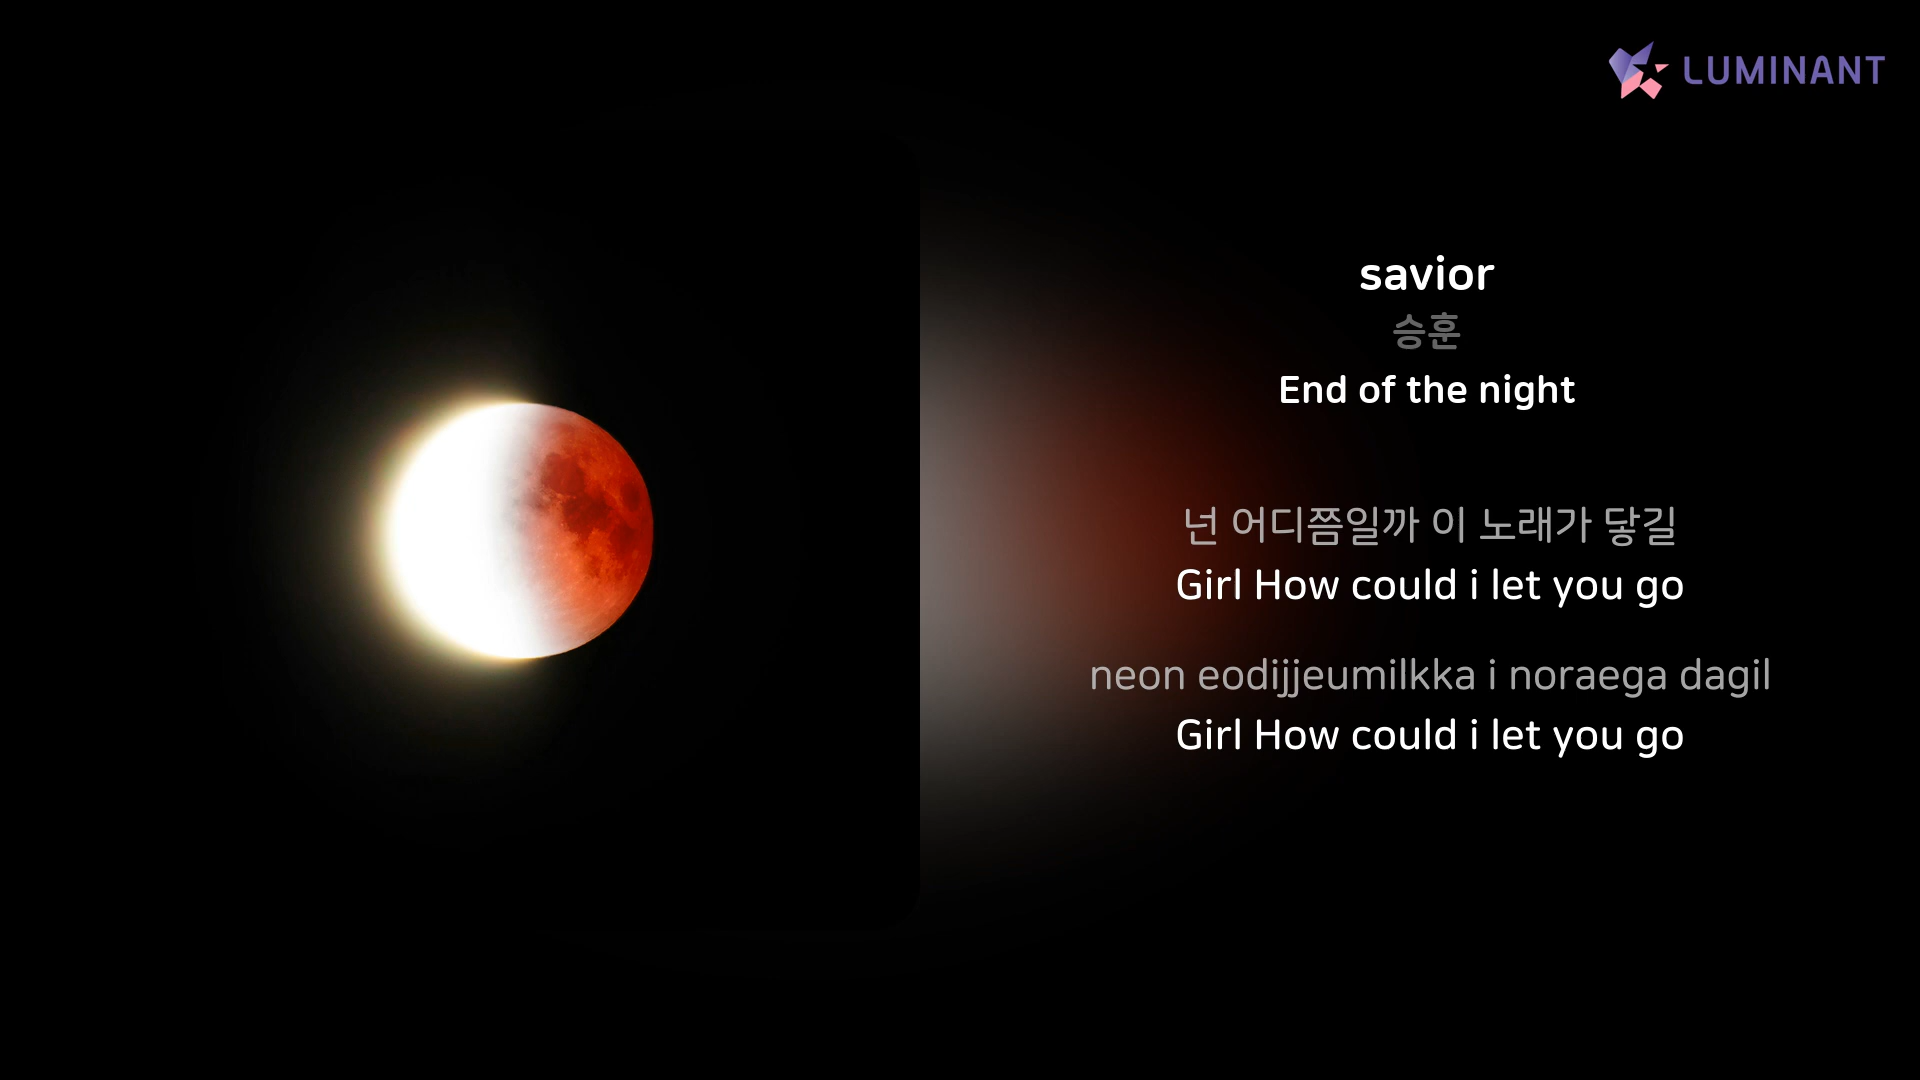 LUMINANT
savior
승훈
End of the night
넌 어디쯤일까 이 노래가 닿길
Girl How could i let you go
neon eodijjeumilkka i noraega dagil
Girl How could i let you go